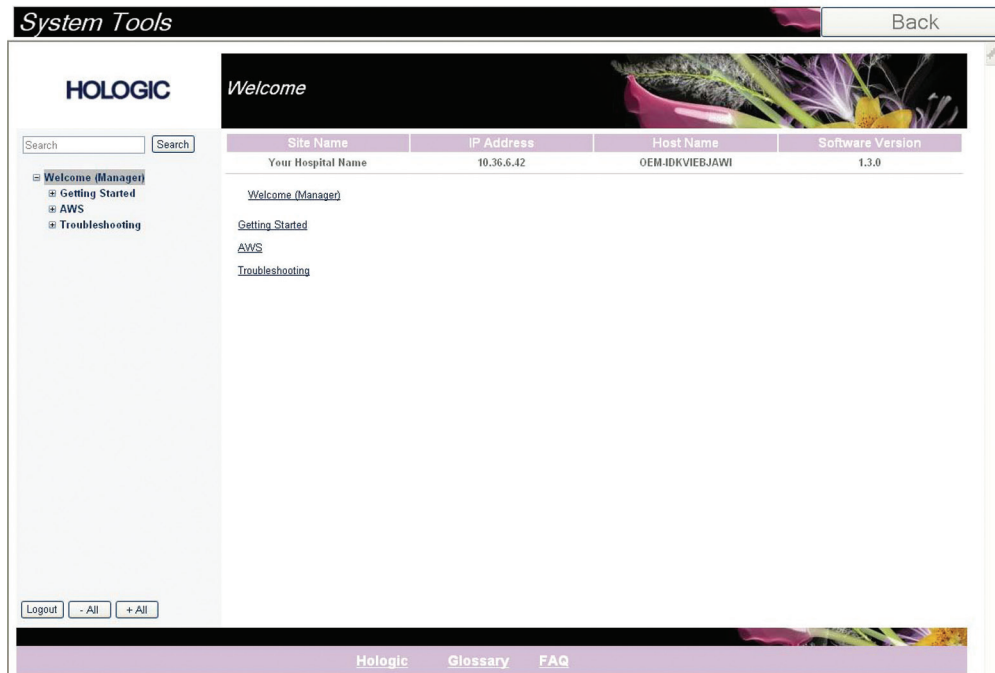 System Tools
Back
HOLOGIC
Welcome
Search
Search
Site Name
IP Address
Host Name
Software Version
Your Hospital Name
10.36.6.42
OEM-IDKVIEBJAWI
1.3.0
Welcome (Manager)
Getting Started
AWS
Troubleshooting
Welcome (Manager)
Getting Started
AWS
Troubleshooting
Logout
- All
+ All
Hologic
Glossary
FAQ